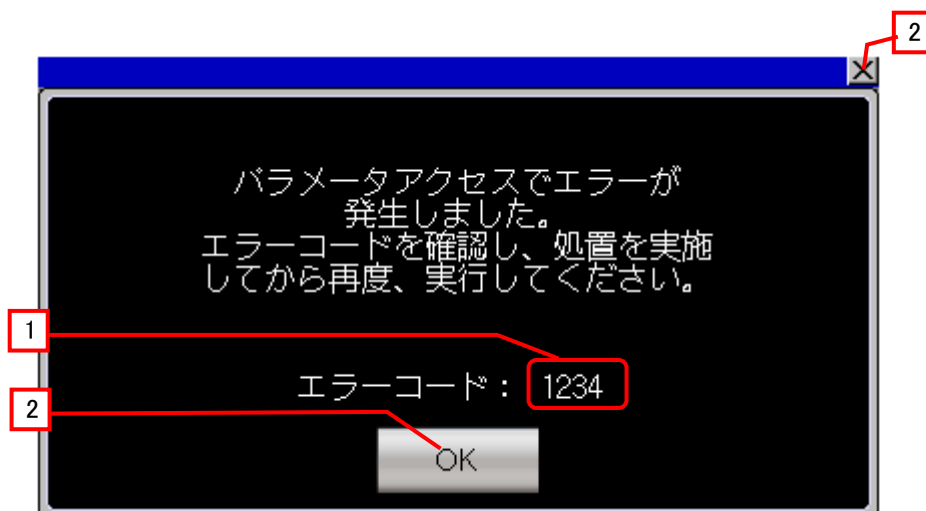 2
パラメータアクセスでエラーが
発生しました。
エラーコードを確認し、処置を実施
してから再度、実行してください。
1
エラーコード： 1234
2
OK